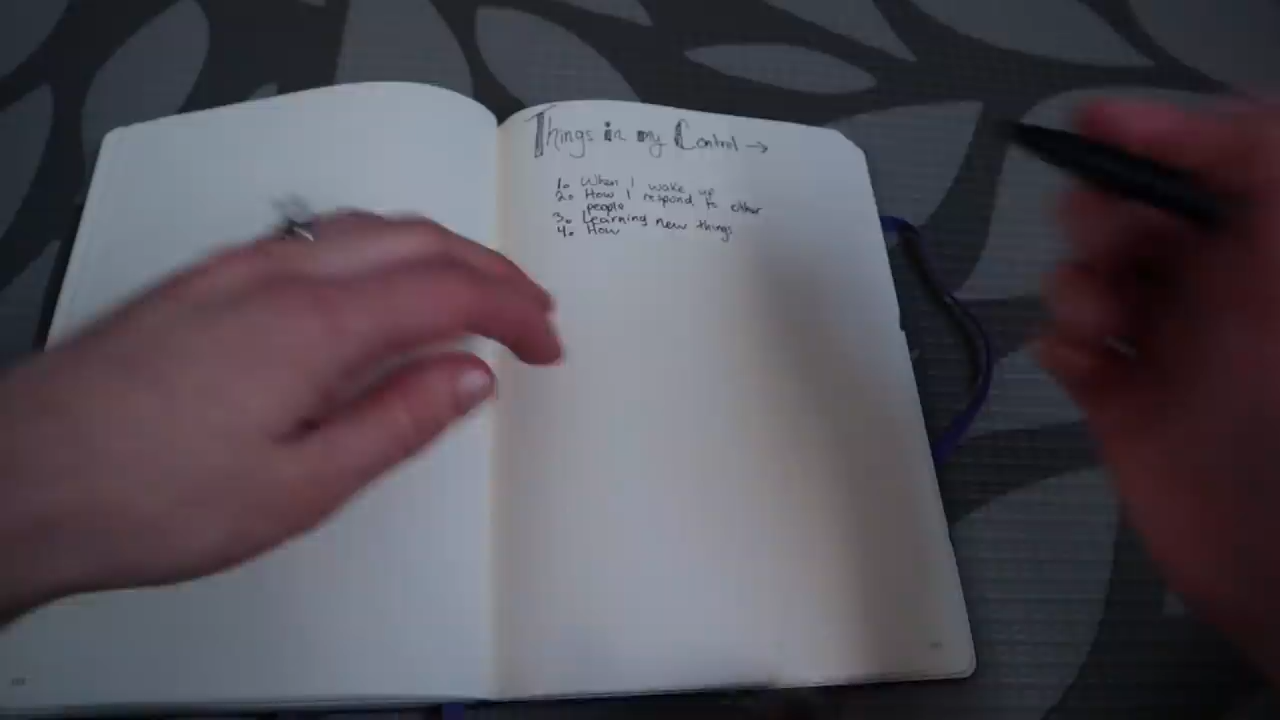 Things in my Control →
1. When I wake up
2. How I respond to other
people
3. Learning new things
4. How